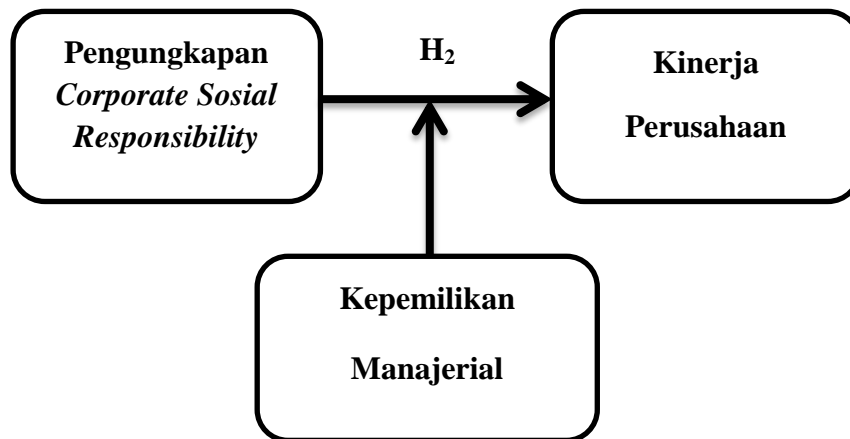 Pengungkapan
Corporate Sosial
Responsibility
H₂
Kinerja
Perusahaan
Kepemilikan
Manajerial